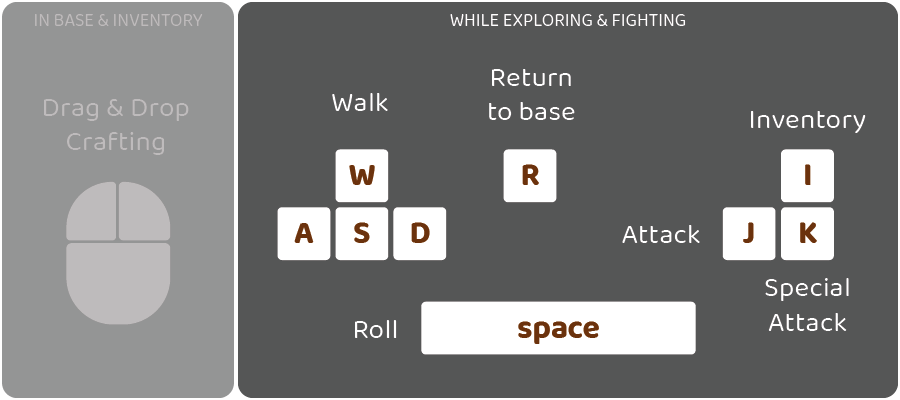 IN BASE & INVENTORY
Drag & Drop
Crafting
WHILE EXPLORING & FIGHTING
Walk
W
A S D
Return
to base
R
Inventory
I
Attack
J K
Special
Attack
Roll
space